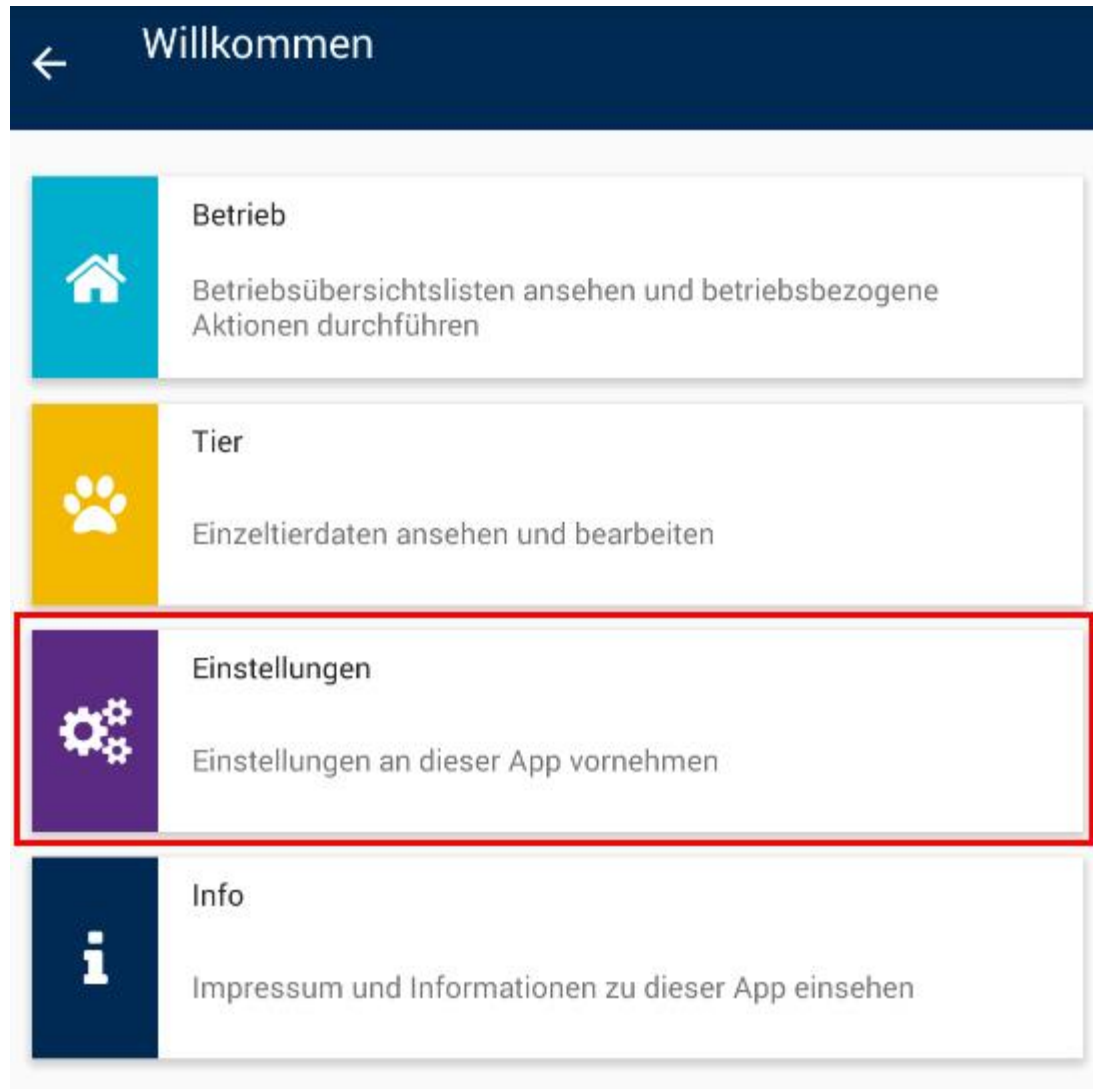 Willkommen
Betrieb
Betriebsübersichtslisten ansehen und betriebsbezogene
Aktionen durchführen
Tier
Einzeltierdaten ansehen und bearbeiten
Einstellungen
Einstellungen an dieser App vornehmen
Info
Impressum und Informationen zu dieser App einsehen